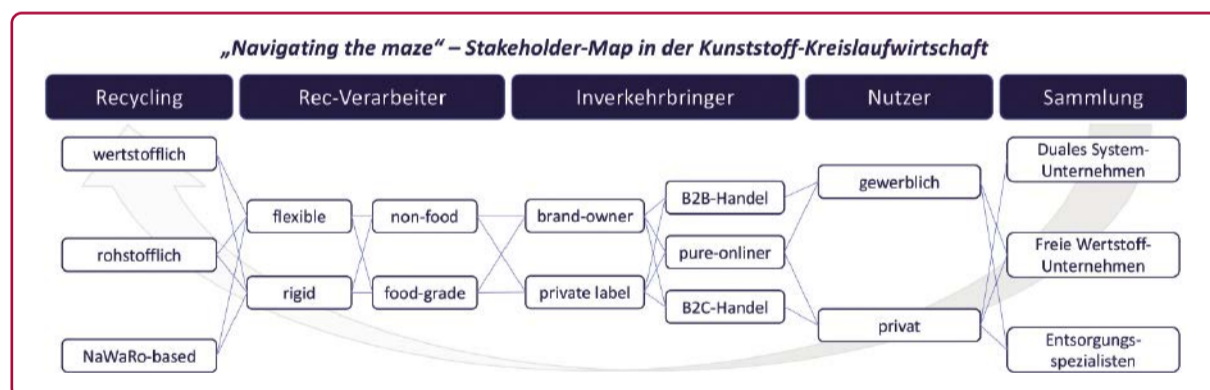 „Navigating the maze“ – Stakeholder-Map in der Kunststoff-Kreislaufwirtschaft
Recycling
Rec-Verarbeiter
Inverkehrbringer
Nutzer
Sammlung
wertstofflich
rohstofflich
NaWaRo-based
flexible
rigid
non-food
food-grade
brand-owner
private label
B2B-Handel
pure-onliner
B2C-Handel
gewerblich
privat
Duales System-
Unternehmen
Freie Wertstoff-
Unternehmen
Entsorgungs-
spezialisten